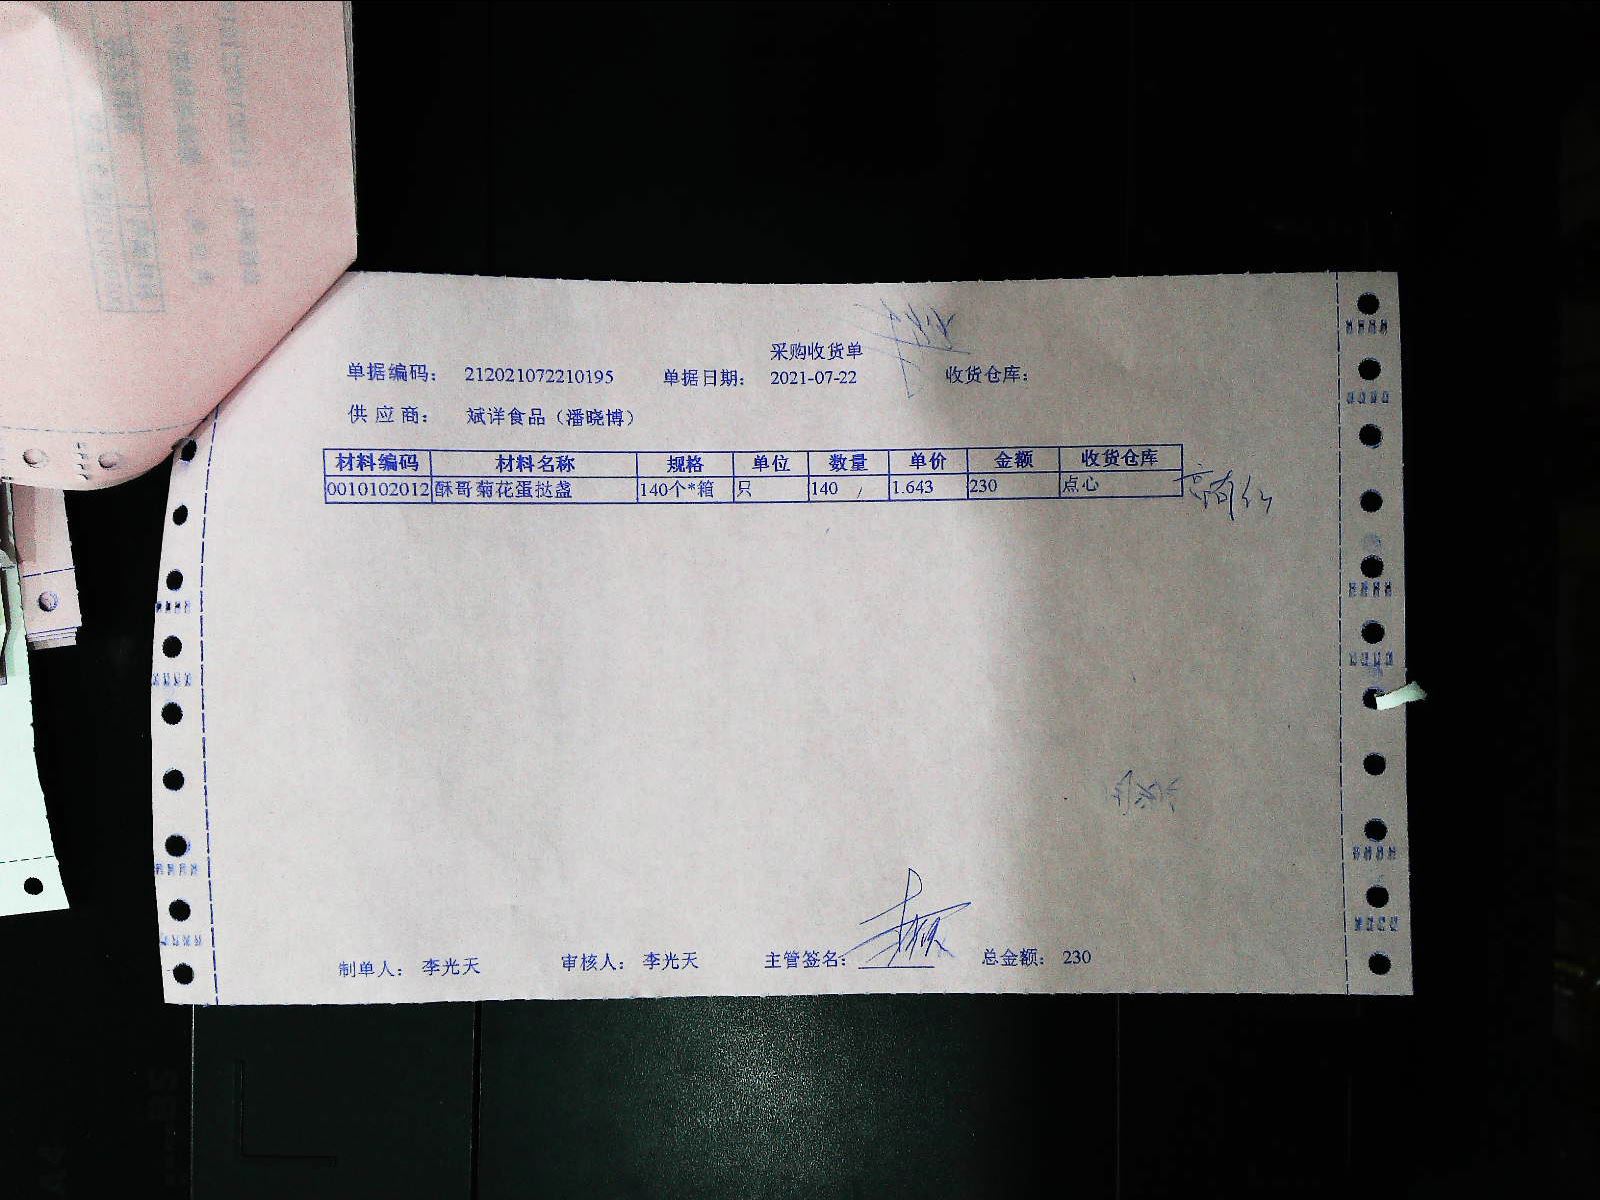 采购收货单
单据编码： 212021072210195 单据日期： 2021-07-22 收货仓库：
供 应 商： 斌洋食品（潘晓博）
材料编码 材料名称 规格 单位 数量 单价 金额 收货仓库
0010102012 酥哥菊花蛋挞盏 140个*箱 只 140 1.643 230 点心
制单人： 李光天 审核人： 李光天 主管签名： 总金额： 230